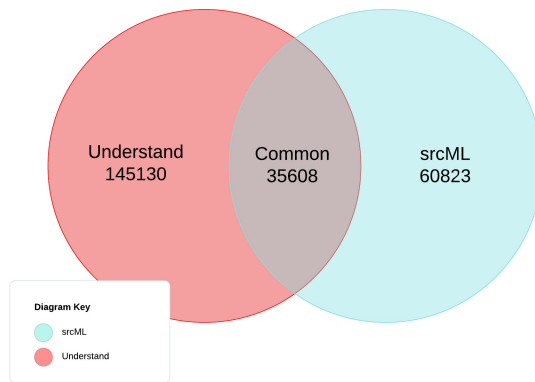 Understand
145130
Common
35608
srcML
60823
Diagram Key
srcML
Understand